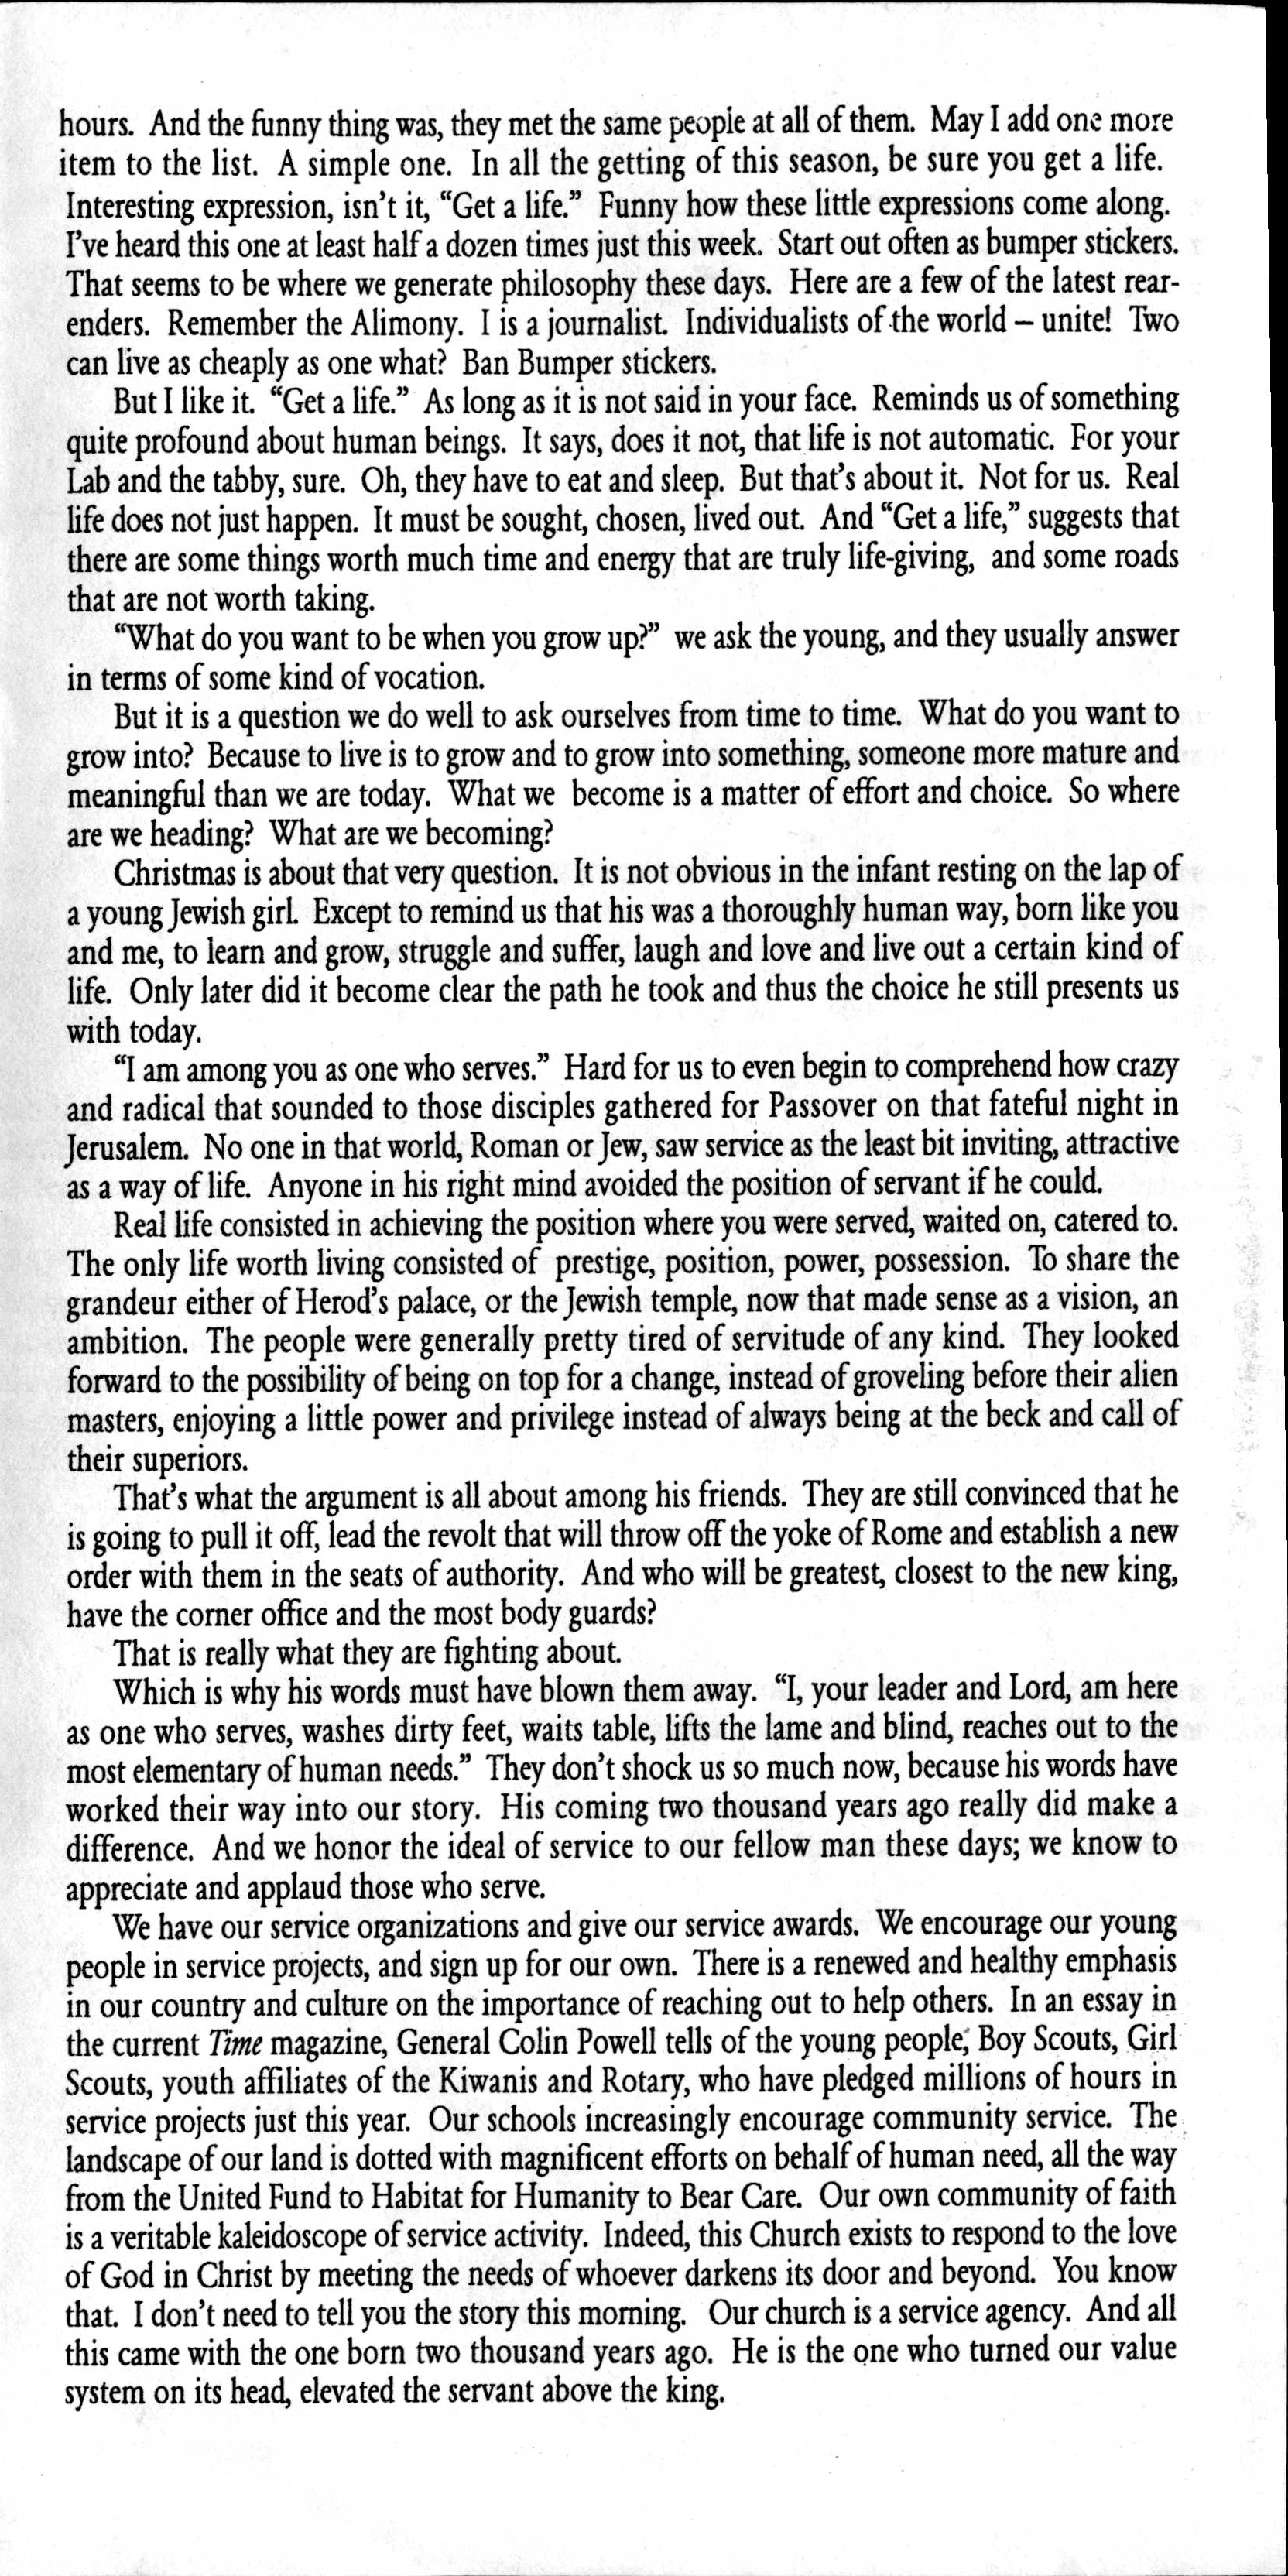 hours. And the funny thing was, they met the same people at all of them. May I add one more
item to the list. A simple one. In all the getting of this season, be sure you get a life.
Interesting expression, isn't it, “Get a life.” Funny how these little expressions come along.
I've heard this one at least half a dozen times just this week. Start out often as bumper stickers.
That seems to be where we generate philosophy these days. Here are a few of the latest rear-
enders. Remember the Alimony. I is a journalist. Individualists of the world – unite! Two
can live as cheaply as one what? Ban Bumper stickers.
But I like it. “Get a life.” As long as it is not said in your face. Reminds us of something
quite profound about human beings. It says, does it not, that life is not automatic. For your
Lab and the tabby, sure. Oh, they have to eat and sleep. But that's about it. Not for us. Real
life does not just happen. It must be sought, chosen, lived out. And “Get a life,” suggests that
there are some things worth much time and energy that are truly life-giving, and some roads
that are not worth taking.
“What do you want to be when you grow up?” we ask the young, and they usually answer
in terms of some kind of vocation.
But it is a question we do well to ask ourselves from time to time. What do you want to
grow into? Because to live is to grow and to grow into something, someone more mature and
meaningful than we are today. What we become is a matter of effort and choice. So where
are we heading? What are we becoming?
Christmas is about that very question. It is not obvious in the infant resting on the lap of
a young Jewish girl. Except to remind us that his was a thoroughly human way, born like you
and me, to learn and grow, struggle and suffer, laugh and love and live out a certain kind of
life. Only later did it become clear the path he took and thus the choice he still presents us
with today.
“I am among you as one who serves.” Hard for us to even begin to comprehend how crazy
and radical that sounded to those disciples gathered for Passover on that fateful night in
Jerusalem. No one in that world, Roman or Jew, saw service as the least bit inviting, attractive
as a way of life. Anyone in his right mind avoided the position of servant if he could.
Real life consisted in achieving the position where you were served, waited on, catered to.
The only life worth living consisted of prestige, position, power, possession. To share the
grandeur either of Herod's palace, or the Jewish temple, now that made sense as a vision, an
ambition. The people were generally pretty tired of servitude of any kind. They looked
forward to the possibility of being on top for a change, instead of groveling before their alien
masters, enjoying a little power and privilege instead of always being at the beck and call of
their superiors.
That's what the argument is all about among his friends. They are still convinced that he
is going to pull it off, lead the revolt that will throw off the yoke of Rome and establish a new
order with them in the seats of authority. And who will be greatest, closest to the new king,
have the corner office and the most body guards?
That is really what they are fighting about.
Which is why his words must have blown them away. “I, your leader and Lord, am here
as one who serves, washes dirty feet, waits table, lifts the lame and blind, reaches out to the
most elementary of human needs.” They don't shock us so much now, because his words have
worked their way into our story. His coming two thousand years ago really did make a
difference. And we honor the ideal of service to our fellow man these days; we know to
appreciate and applaud those who serve.
We have our service organizations and give our service awards. We encourage our young
people in service projects, and sign up for our own. There is a renewed and healthy emphasis
in our country and culture on the importance of reaching out to help others. In an essay in
the current Time magazine, General Colin Powell tells of the young people, Boy Scouts, Girl
Scouts, youth affiliates of the Kiwanis and Rotary, who have pledged millions of hours in
service projects just this year. Our schools increasingly encourage community service. The
landscape of our land is dotted with magnificent efforts on behalf of human need, all the way
from the United Fund to Habitat for Humanity to Bear Care. Our own community of faith
is a veritable kaleidoscope of service activity. Indeed, this Church exists to respond to the love
of God in Christ by meeting the needs of whoever darkens its door and beyond. You know
that. I don't need to tell you the story this morning. Our church is a service agency. And all
this came with the one born two thousand years ago. He is the one who turned our value
system on its head, elevated the servant above the king.